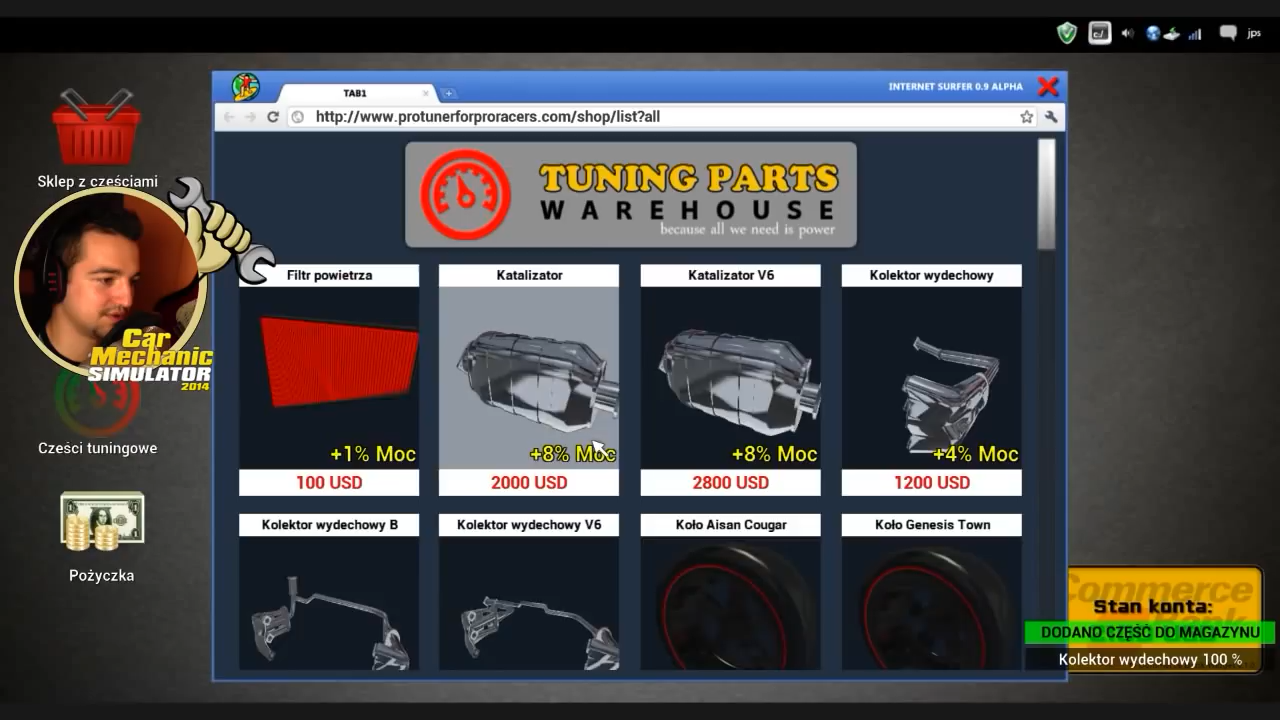 jps
TAB1
INTERNET SURFER 0.9 ALPHA
http://www.protunerforproracers.com/shop/list?all
TUNING PARTS
WAREHOUSE
because all we need is power
Sklep z cześciami
Car
Mechanic
SIMULATOR
2014
Cześci tuningowe
Pożyczka
Filtr powietrza
Katalizator
Katalizator V6
Kolektor wydechowy
+1% Moc
+8% Moc
+8% Moc
+4% Moc
100 USD
2000 USD
2800 USD
1200 USD
Kolektor wydechowy B
Kolektor wydechowy V6
Koło Aisan Cougar
Koło Genesis Town
Commerce
Stan konta:
DODANO CZĘŚĆ DO MAGAZYNU
Kolektor wydechowy 100 %